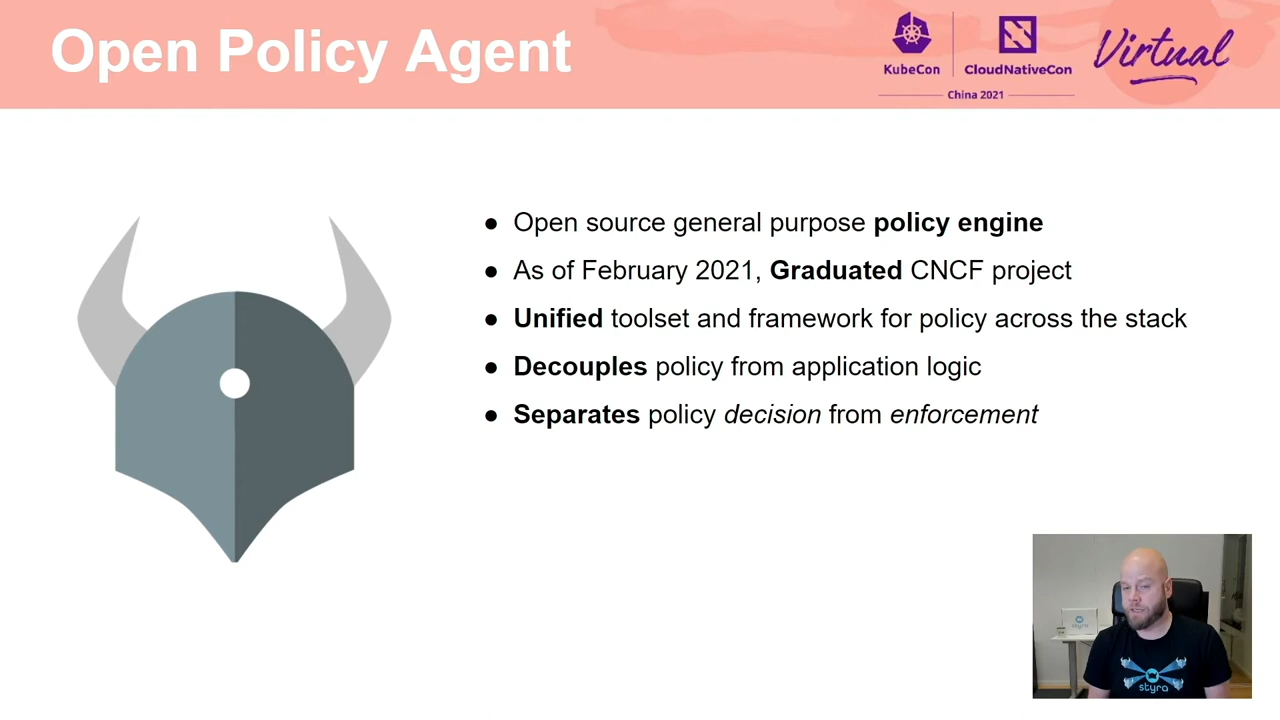 Open Policy Agent
KubeCon
CloudNativeCon
China 2021
Virtual
● Open source general purpose policy engine
● As of February 2021, Graduated CNCF project
● Unified toolset and framework for policy across the stack
● Decouples policy from application logic
● Separates policy decision from enforcement
styra
styra